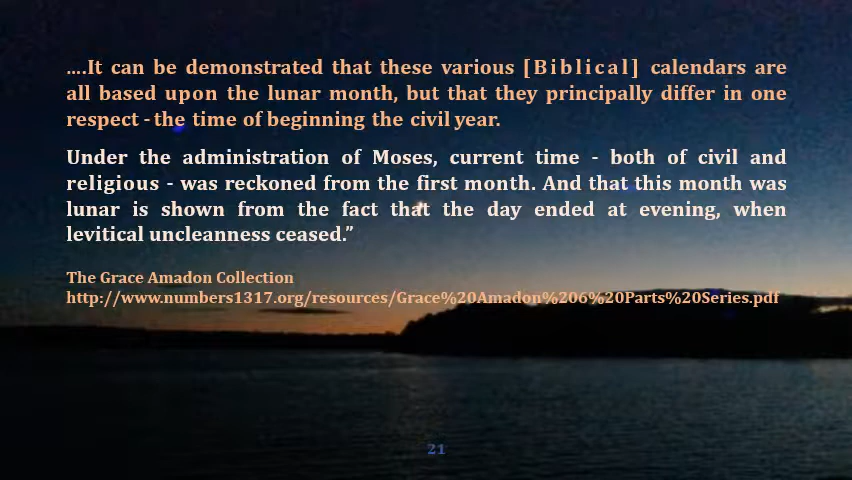 ....It can be demonstrated that these various [Biblical] calendars are
all based upon the lunar month, but that they principally differ in one
respect - the time of beginning the civil year.
Under the administration of Moses, current time - both of civil and
religious - was reckoned from the first month. And that this month was
lunar is shown from the fact that the day ended at evening, when
levitical uncleanness ceased.”
The Grace Amadon Collection
http://www.numbers1317.org/resources/Grace%20Amadon%206%20Parts%20Series.pdf
21